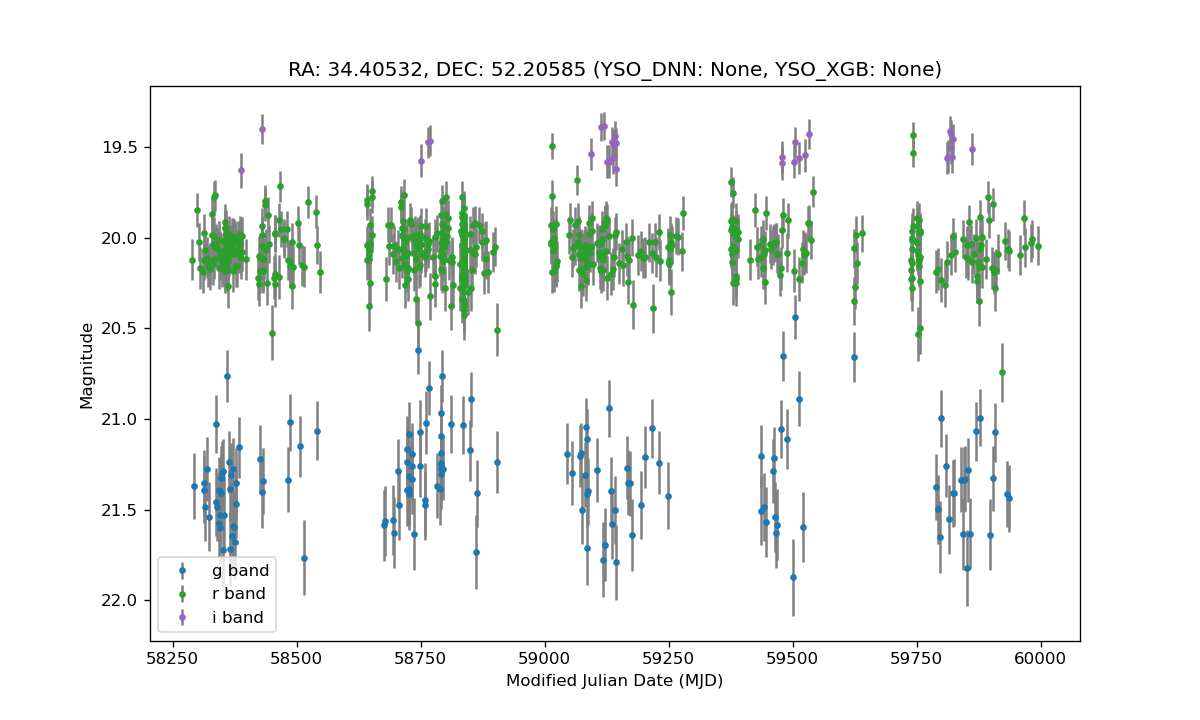 RA: 34.40532, DEC: 52.20585 (YSO_DNN: None, YSO_XGB: None)
Magnitude
19.5
20.0
20.5
21.0
21.5
22.0
g band
r band
i band
58250 58500 58750 59000 59250 59500 59750 60000
Modified Julian Date (MJD)